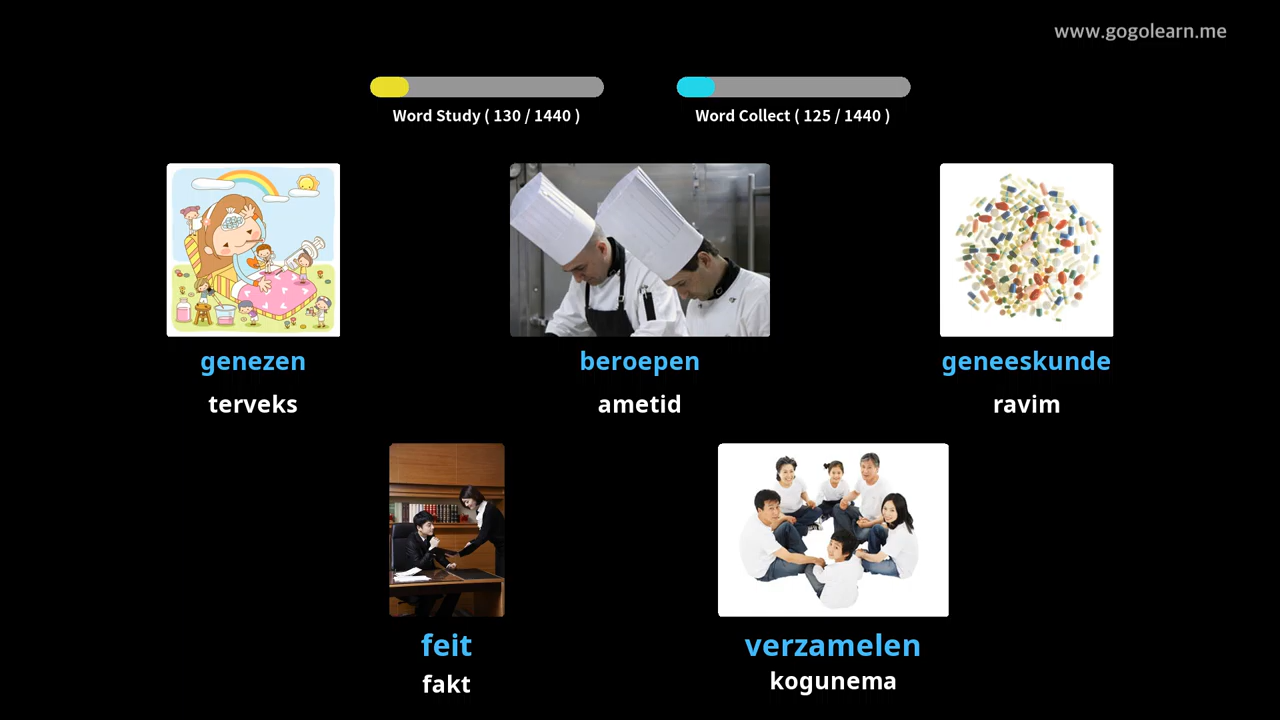 www.gogolearn.me
Word Study ( 130 / 1440 )
Word Collect ( 125 / 1440 )
genezen
beroepen
geneeskunde
terveks
ametid
ravim
feit
verzamelen
fakt
kogunema